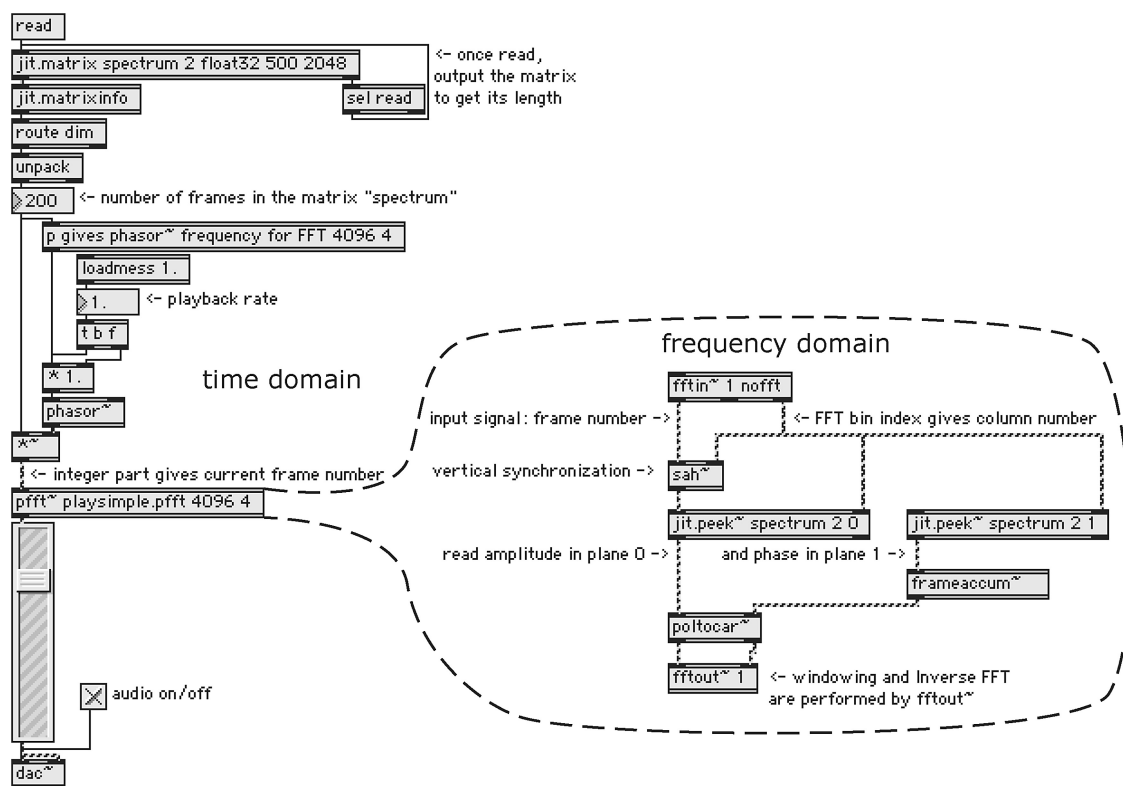 read
jit.matrix spectrum 2 float32 500 2048
<- once read,
output the matrix
to get its length
jit.matrixinfo
sel read
route dim
unpack
200
<- number of frames in the matrix "spectrum"
p gives phasor~ frequency for FFT 4096 4
loadmess 1.
1.
<- playback rate
t b f
* 1.
time domain
phasor~
*~
<- integer part gives current frame number
pfft~ playsimple.pfft 4096 4
audio on/off
dac~
frequency domain
fftin~ 1 nofft
input signal: frame number ->
<- FFT bin index gives column number
vertical synchronization ->
sah~
jit.peek~ spectrum 2 0
jit.peek~ spectrum 2 1
read amplitude in plane 0 ->
and phase in plane 1 ->
frameaccum~
poltocar~
fftout~ 1
<- windowing and Inverse FFT
are performed by fftout~